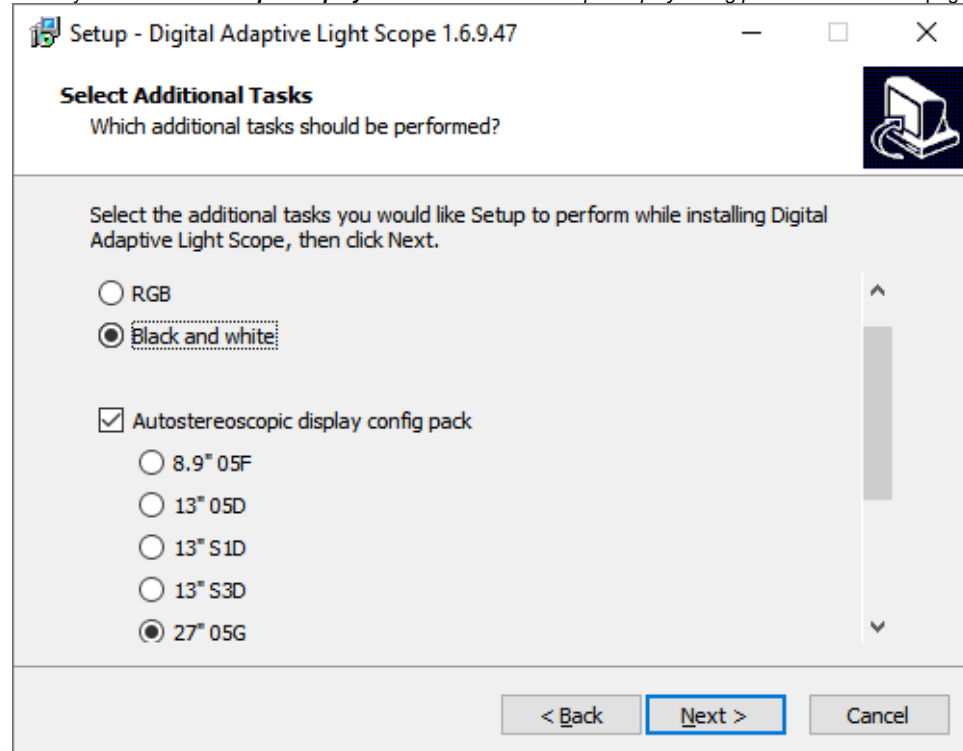 Setup - Digital Adaptive Light Scope 1.6.9.47
Select Additional Tasks
Which additional tasks should be performed?
Select the additional tasks you would like Setup to perform while installing Digital
Adaptive Light Scope, then click Next.
RGB
Black and white
Autostereoscopic display config pack
8.9" 05F
13" 05D
13" S1D
13" S3D
27" 05G
< Back
Next >
Cancel